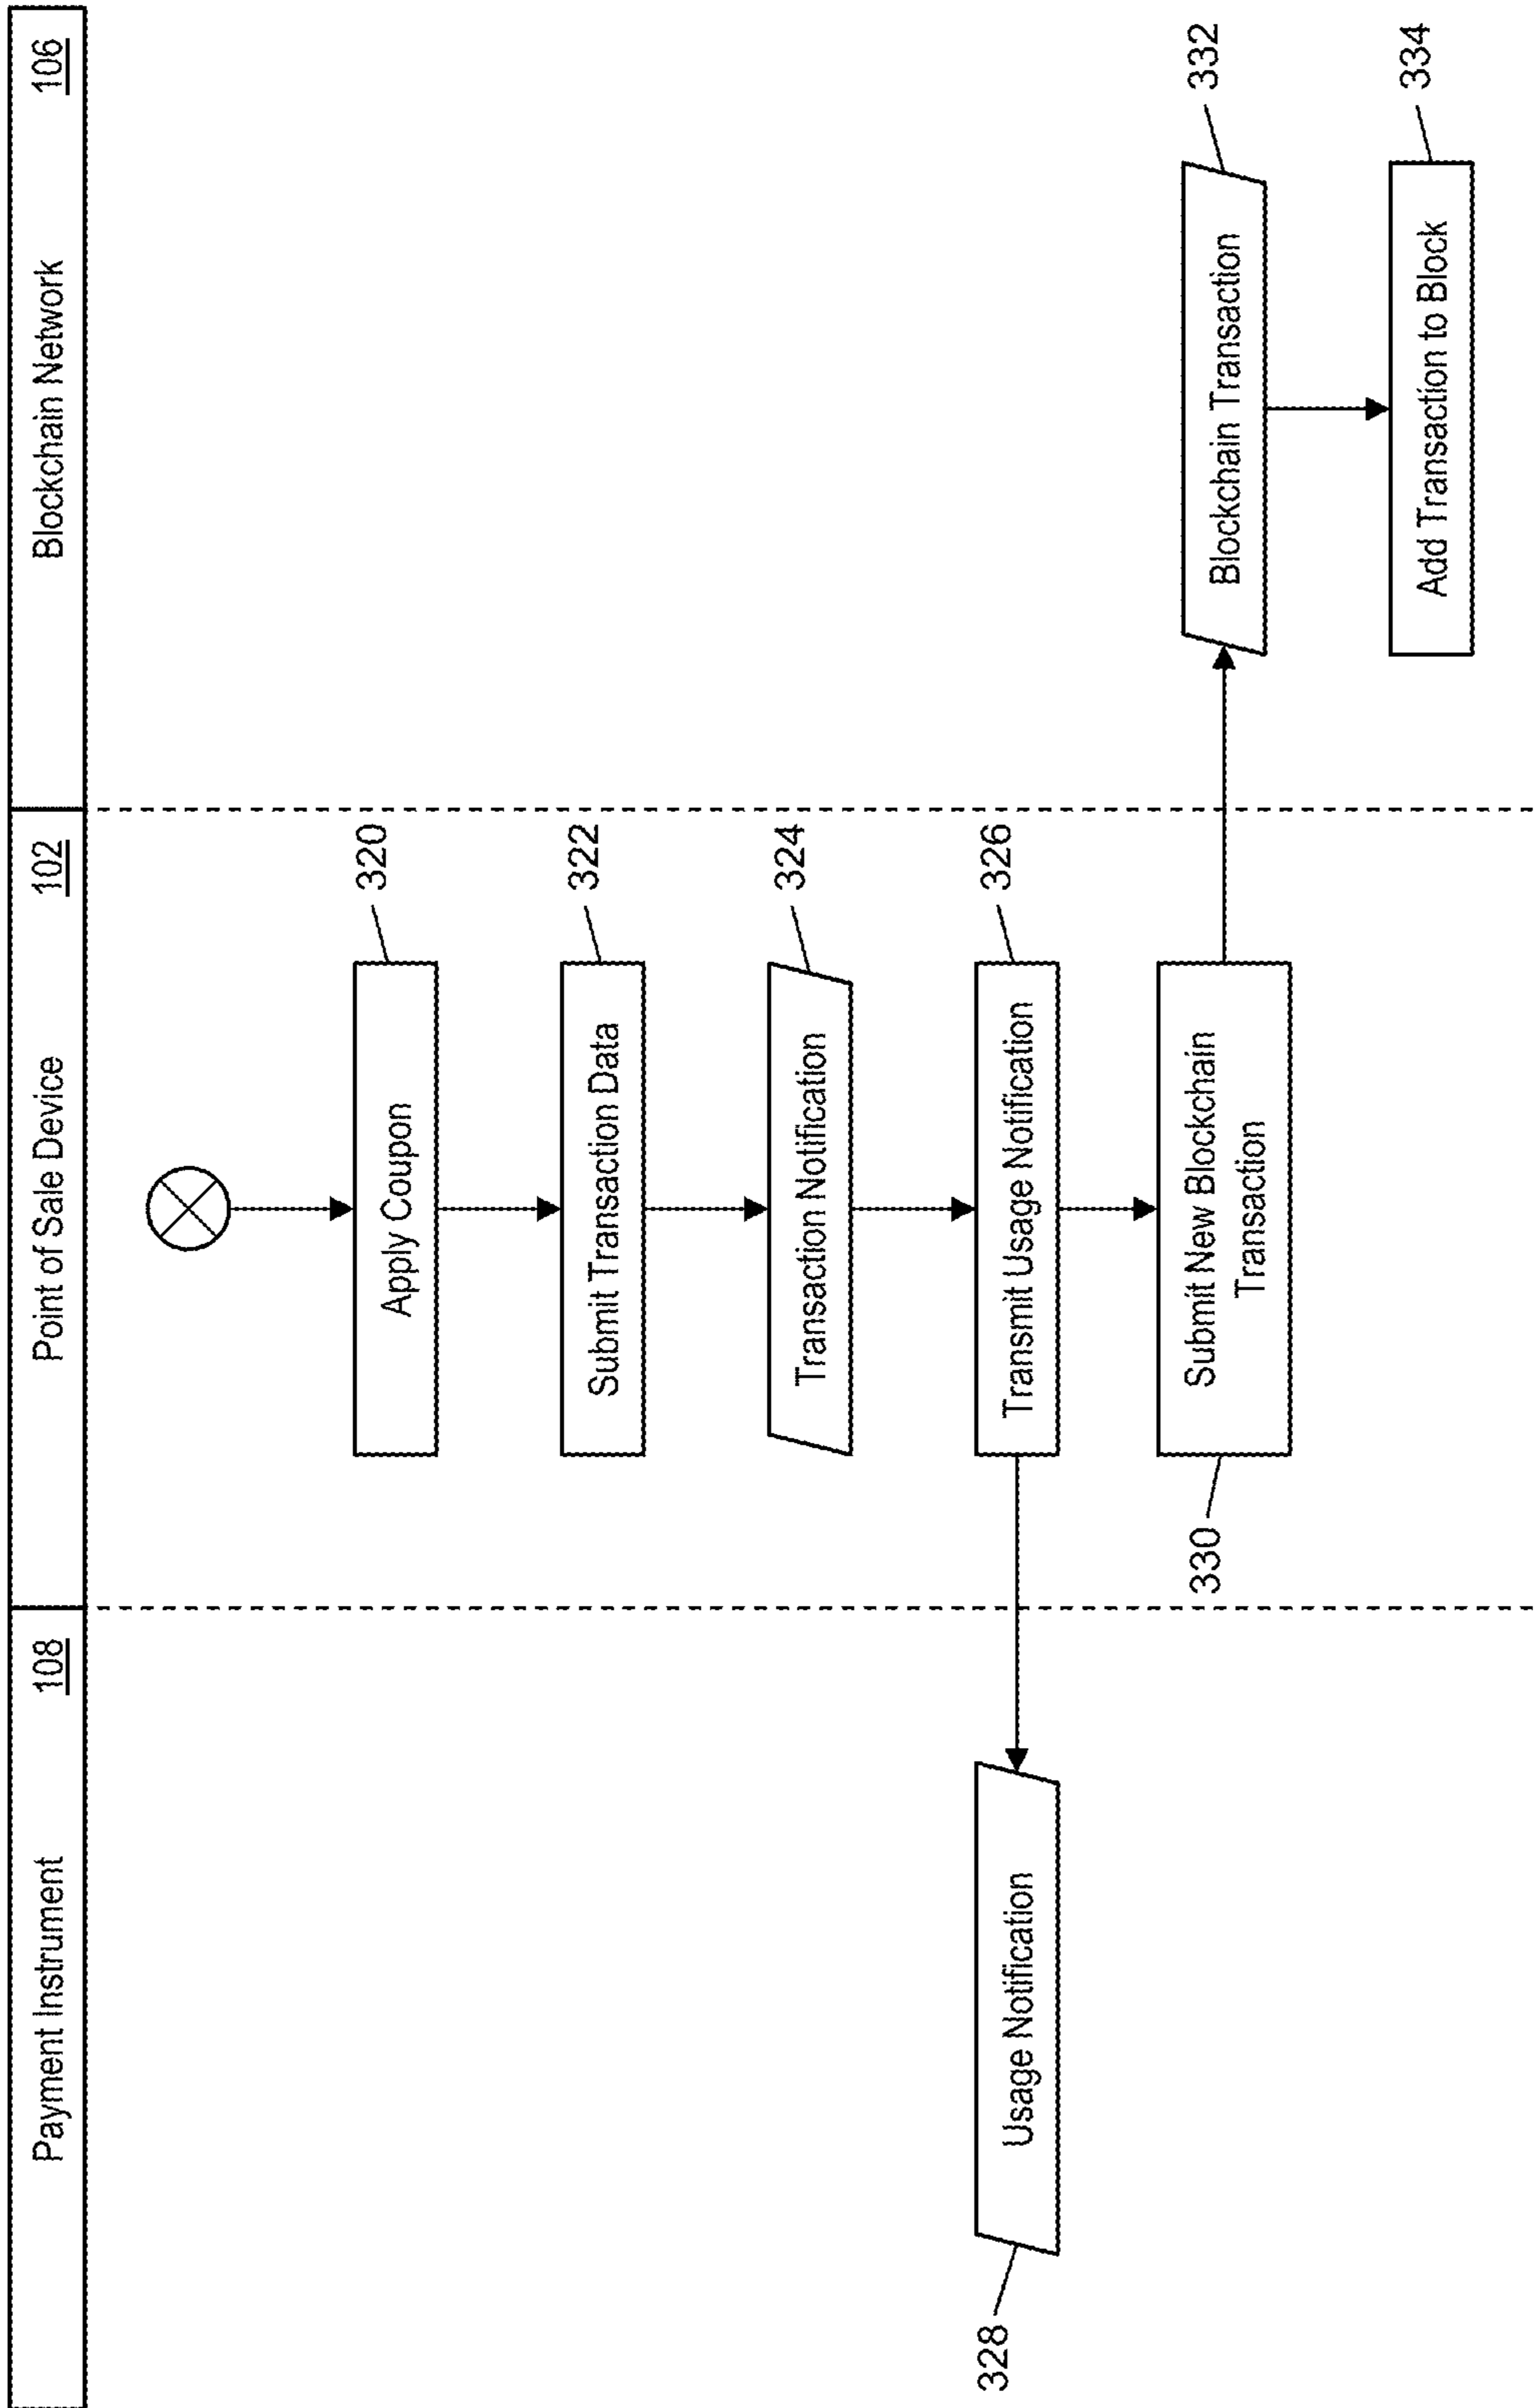 Payment Instrument 108
Point of Sale Device 102
Blockchain Network 106
Apply Coupon
320
Submit Transaction Data
322
Transaction Notification
324
Transmit Usage Notification
326
Usage Notification
328
Submit New Blockchain
Transaction
330
Blockchain Transaction
332
Add Transaction to Block
334